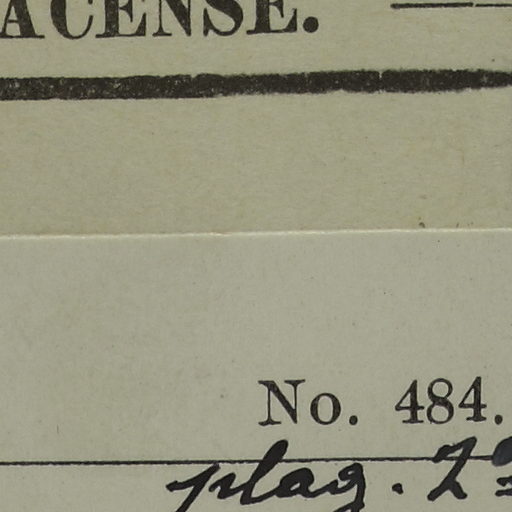 ACENSE.
No. 484.
plag. 2